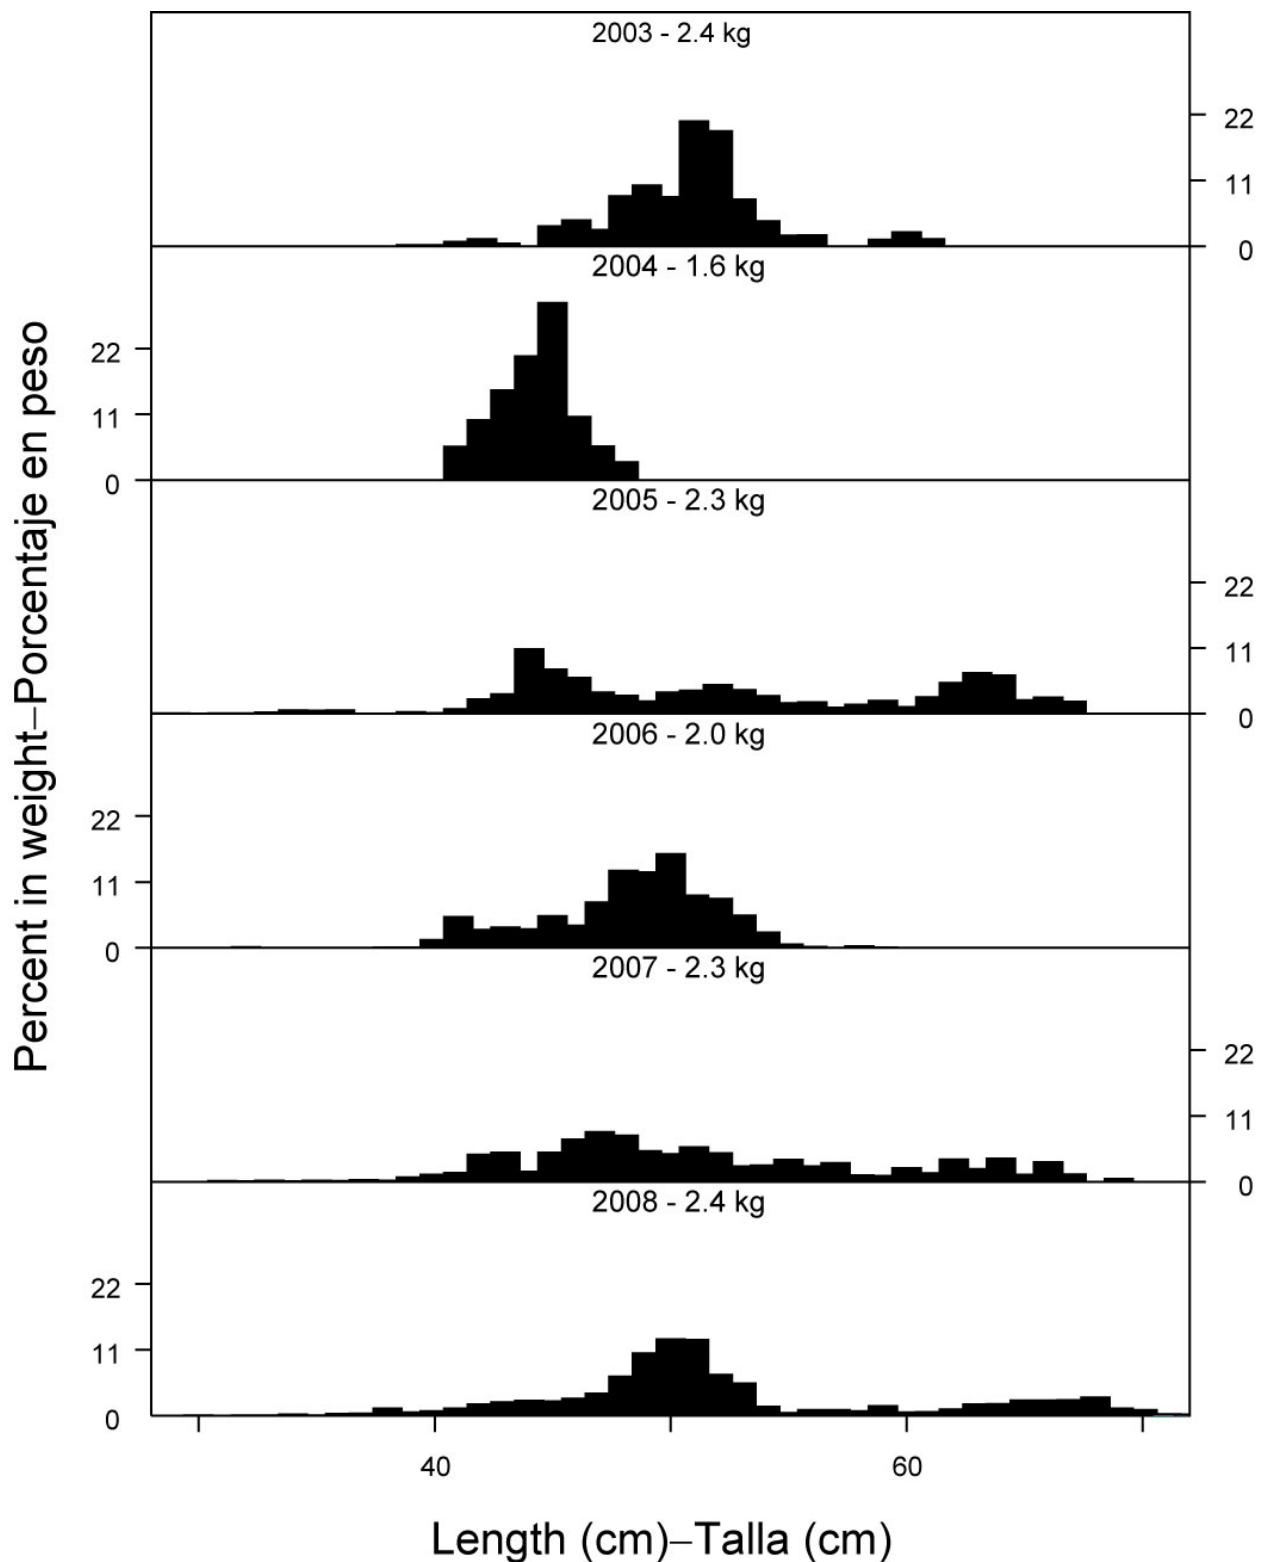 2003 - 2.4 kg
22
11
0
2004 - 1.6 kg
22
11
0
2005 - 2.3 kg
22
11
0
2006 - 2.0 kg
22
11
0
2007 - 2.3 kg
22
11
0
2008 - 2.4 kg
22
11
0
40 60
Length (cm)–Talla (cm)
Percent in weight–Porcentaje en peso